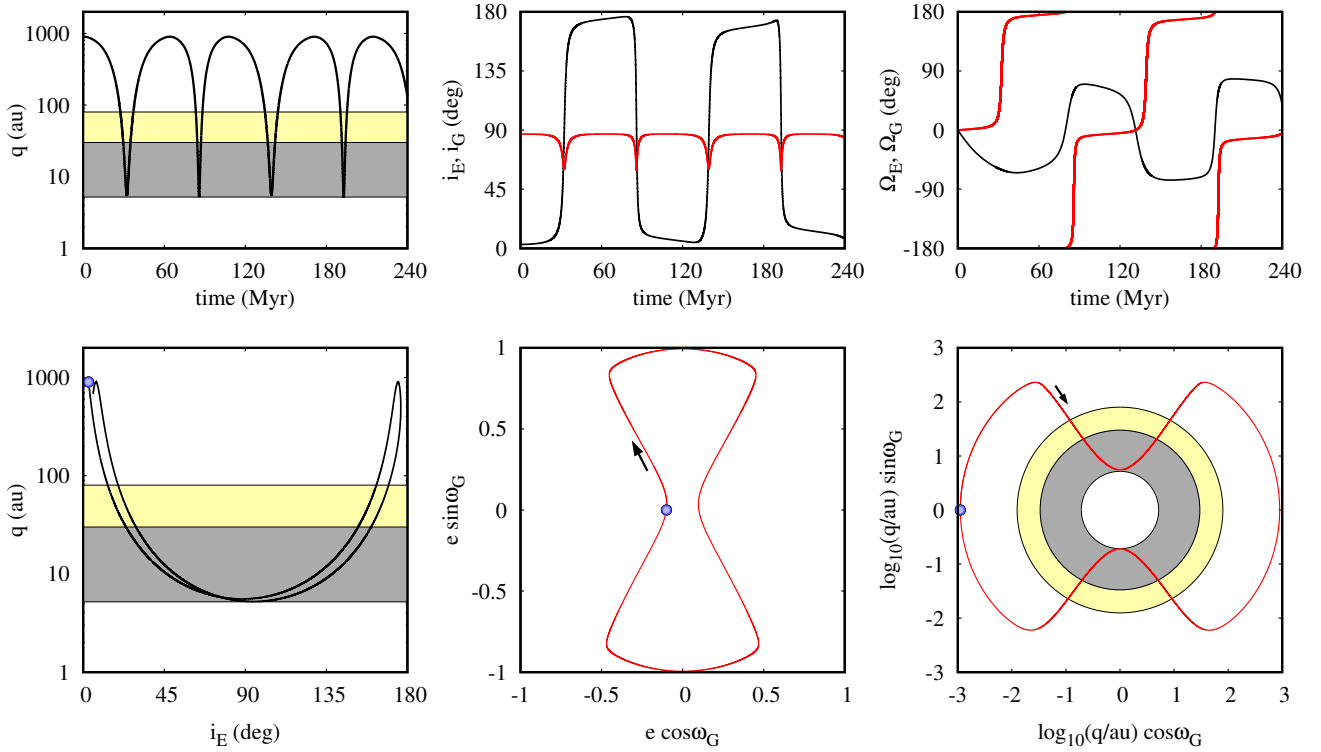 q (au)
1000
100
10
1
0 60 120 180 240
time (Myr)
i_E, i_G (deg)
180
135
90
45
0
0 60 120 180 240
time (Myr)
Ω_E, Ω_G (deg)
180
90
0
-90
-180
0 60 120 180 240
time (Myr)
q (au)
1000
100
10
1
0 45 90 135 180
i_E (deg)
e sinω_G
1
0.5
0
-0.5
-1
-1 -0.5 0 0.5 1
e cosω_G
log₁₀(q/au) sinω_G
3
2
1
0
-1
-2
-3
-3 -2 -1 0 1 2 3
log₁₀(q/au) cosω_G